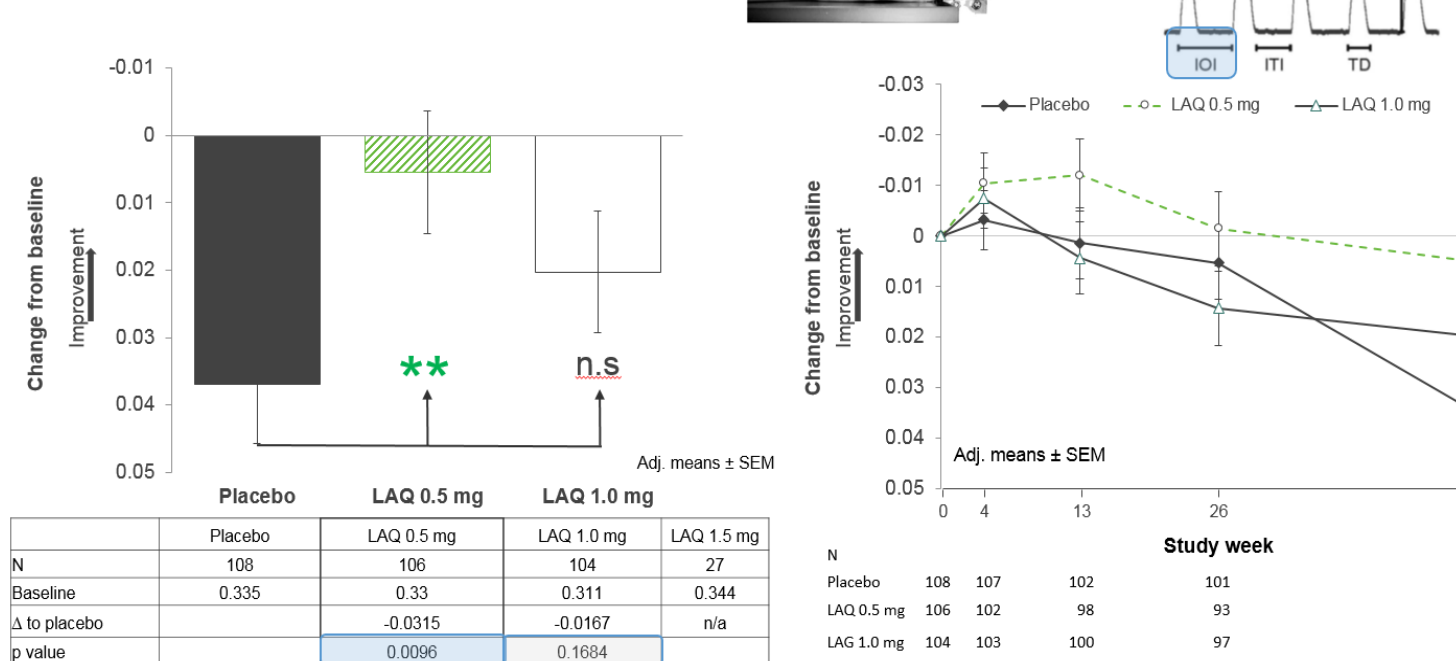 IOI ITI TD
-0.01
0
0.01
0.02
0.03
0.04
0.05
Change from baseline
Improvement
**
n.s
Adj. means ± SEM
Placebo LAQ 0.5 mg LAQ 1.0 mg
Placebo LAQ 0.5 mg LAQ 1.0 mg LAQ 1.5 mg
N 108 106 104 27
Baseline 0.335 0.33 0.311 0.344
Δ to placebo -0.0315 -0.0167 n/a
p value 0.0096 0.1684
-0.03
-0.02
-0.01
0
0.01
0.02
0.03
0.04
0.05
Change from baseline
Improvement
Placebo LAQ 0.5 mg LAQ 1.0 mg
Adj. means ± SEM
0 4 13 26
Study week
N
Placebo 108 107 102 101
LAQ 0.5 mg 106 102 98 93
LAG 1.0 mg 104 103 100 97